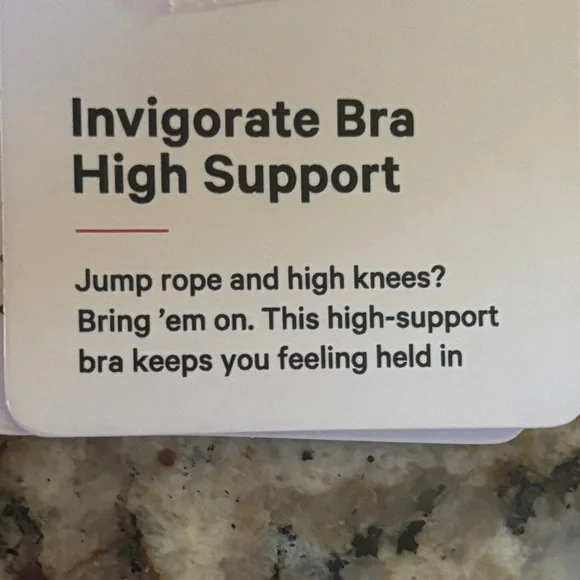 Invigorate Bra
High Support
Jump rope and high knees?
Bring ’em on. This high-support
bra keeps you feeling held in